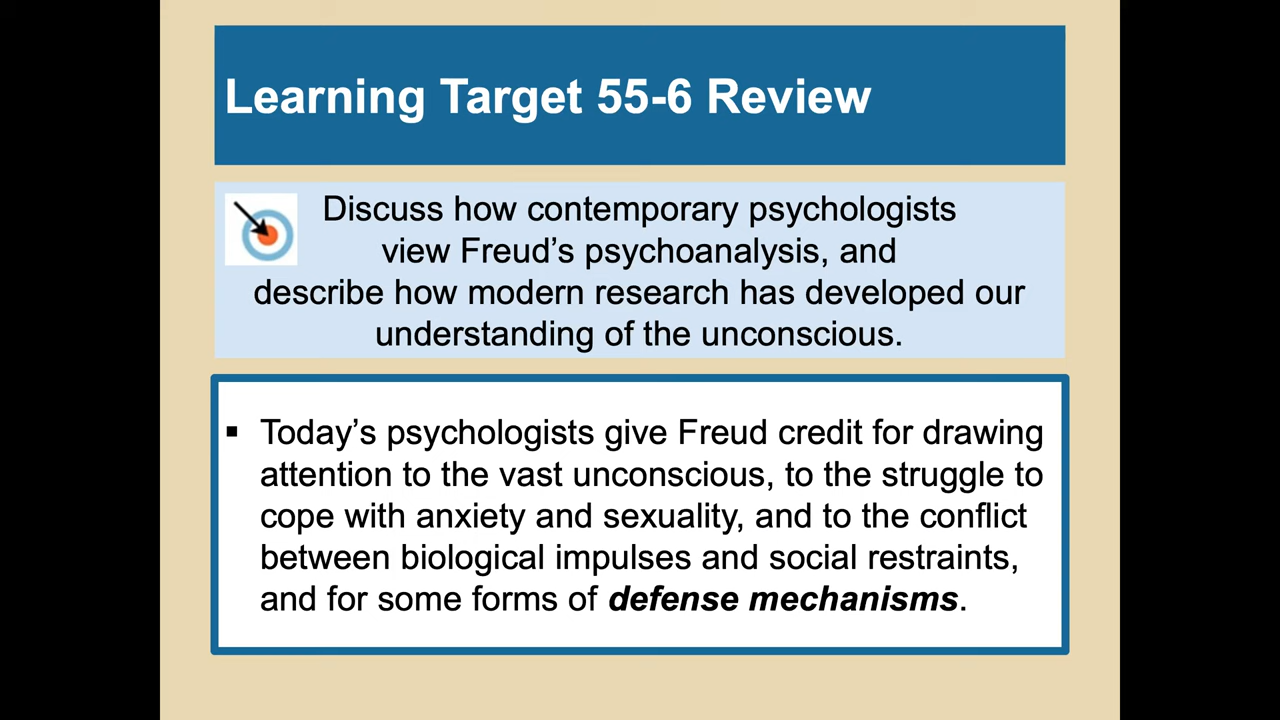 Learning Target 55-6 Review
Discuss how contemporary psychologists
view Freud’s psychoanalysis, and
describe how modern research has developed our
understanding of the unconscious.
▪ Today’s psychologists give Freud credit for drawing
attention to the vast unconscious, to the struggle to
cope with anxiety and sexuality, and to the conflict
between biological impulses and social restraints,
and for some forms of defense mechanisms.